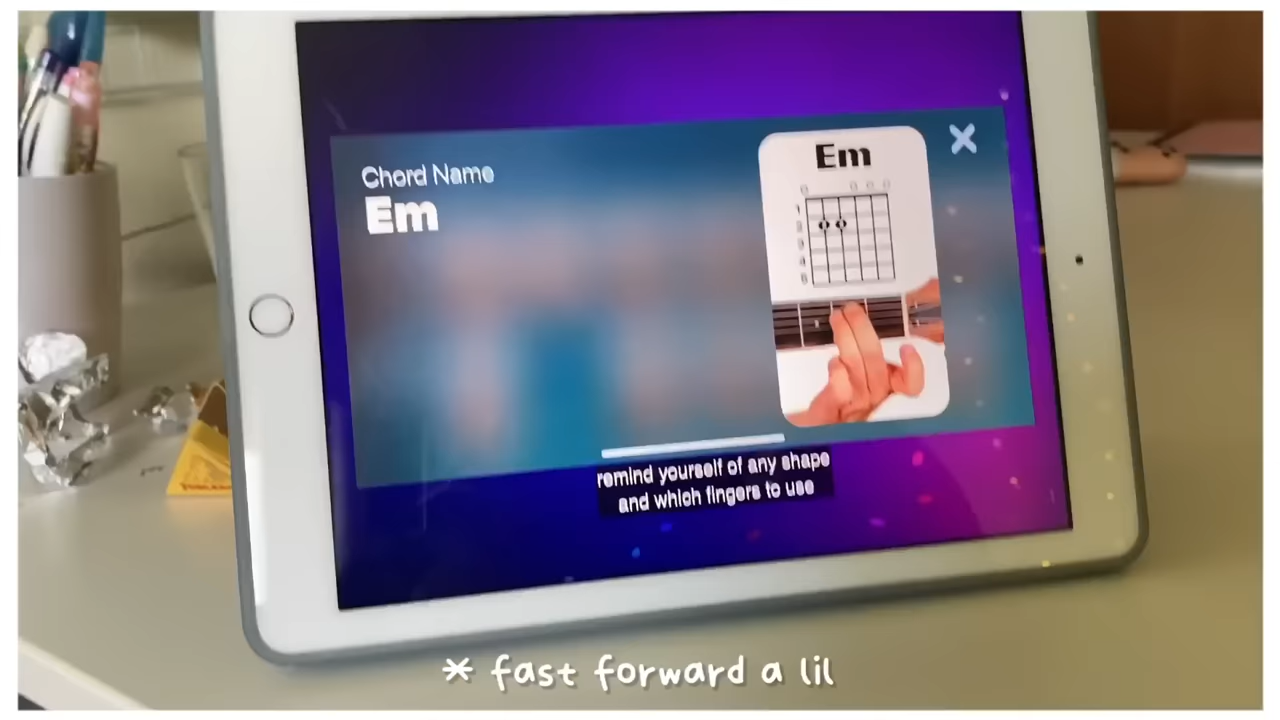 Chord Name
Em
Em
remind yourself of any shape
and which fingers to use
* fast forward a lil